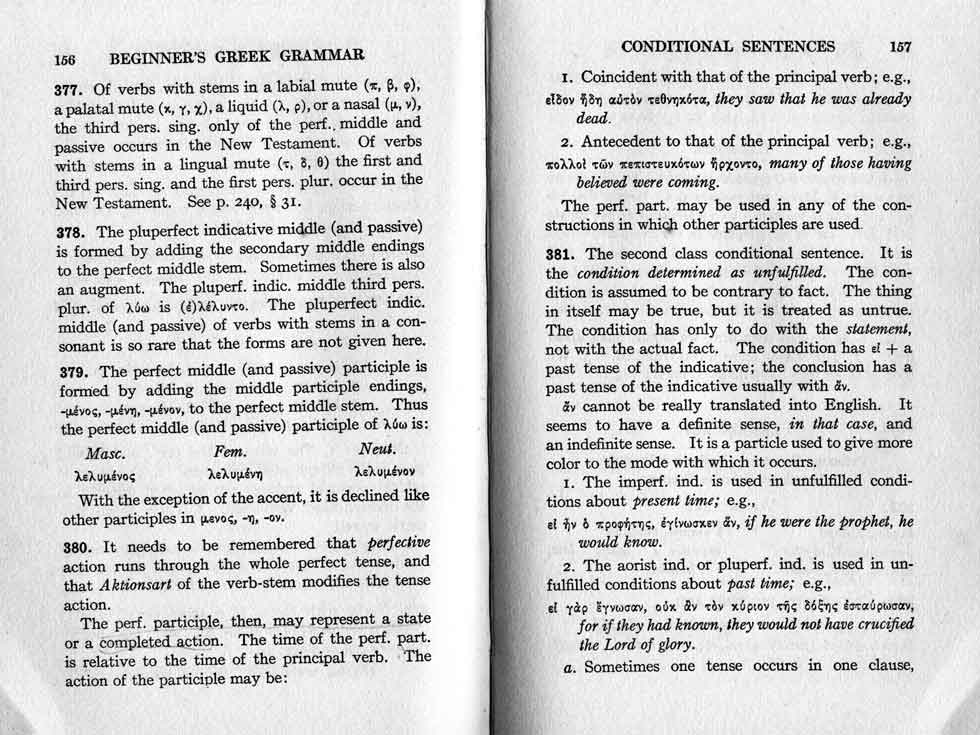 156 BEGINNER'S GREEK GRAMMAR
377. Of verbs with stems in a labial mute (π, β, φ),
a palatal mute (κ, γ, χ), a liquid (λ, ρ), or a nasal (μ, ν),
the third pers. sing. only of the perf., middle and
passive occurs in the New Testament. Of verbs
with stems in a lingual mute (τ, δ, θ) the first and
third pers. sing. and the first pers. plur. occur in the
New Testament. See p. 240, § 31.
378. The pluperfect indicative middle (and passive)
is formed by adding the secondary middle endings
to the perfect middle stem. Sometimes there is also
an augment. The pluperf. indic. middle third pers.
plur. of λύω is (ἐ)λέλυντο. The pluperfect indic.
middle (and passive) of verbs with stems in a con-
sonant is so rare that the forms are not given here.
379. The perfect middle (and passive) participle is
formed by adding the middle participle endings,
-μένος, -μένη, -μένον, to the perfect middle stem. Thus
the perfect middle (and passive) participle of λύω is:
Masc. Fem. Neut.
λελυμένος λελυμένη λελυμένον
With the exception of the accent, it is declined like
other participles in μενος, -η, -ον.
380. It needs to be remembered that perfective
action runs through the whole perfect tense, and
that Aktionsart of the verb-stem modifies the tense
action.
The perf. participle, then, may represent a state
or a completed action. The time of the perf. part.
is relative to the time of the principal verb. The
action of the participle may be:
CONDITIONAL SENTENCES 157
1. Coincident with that of the principal verb; e.g.,
εἶδον ἤδη αὐτὸν τεθνηκότα, they saw that he was already
dead.
2. Antecedent to that of the principal verb; e.g.,
πολλοὶ τῶν πεπιστευκότων ἤρχοντο, many of those having
believed were coming.
The perf. part. may be used in any of the con-
structions in which other participles are used.
381. The second class conditional sentence. It is
the condition determined as unfulfilled. The con-
dition is assumed to be contrary to fact. The thing
in itself may be true, but it is treated as untrue.
The condition has only to do with the statement,
not with the actual fact. The condition has εἰ + a
past tense of the indicative; the conclusion has a
past tense of the indicative usually with ἄν.
ἄν cannot be really translated into English. It
seems to have a definite sense, in that case, and
an indefinite sense. It is a particle used to give more
color to the mode with which it occurs.
1. The imperf. ind. is used in unfulfilled condi-
tions about present time; e.g.,
εἰ ἦν ὁ προφήτης, ἐγίνωσκεν ἄν, if he were the prophet, he
would know.
2. The aorist ind. or pluperf. ind. is used in un-
fulfilled conditions about past time; e.g.,
εἰ γὰρ ἔγνωσαν, οὐκ ἂν τὸν κύριον τῆς δόξης ἐσταύρωσαν,
for if they had known, they would not have crucified
the Lord of glory.
a. Sometimes one tense occurs in one clause,